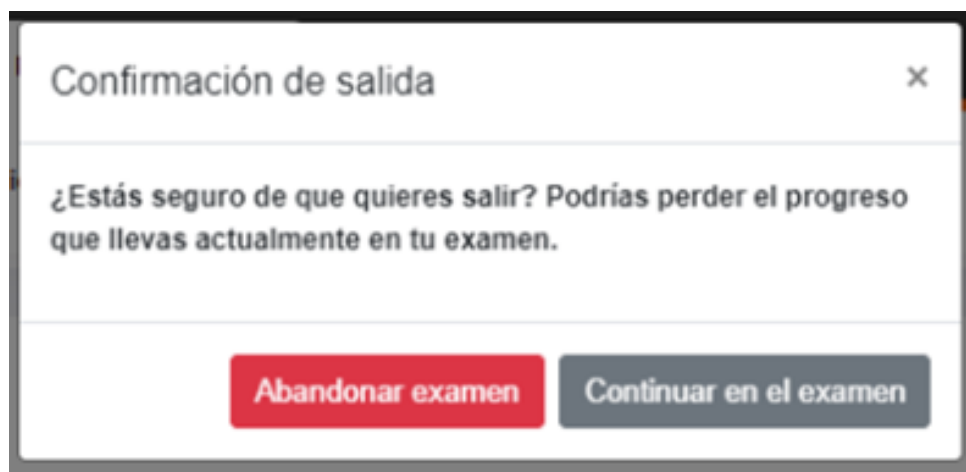 Confirmación de salida ×
¿Estás seguro de que quieres salir? Podrías perder el progreso
que llevas actualmente en tu examen.
Abandonar examen Continuar en el examen